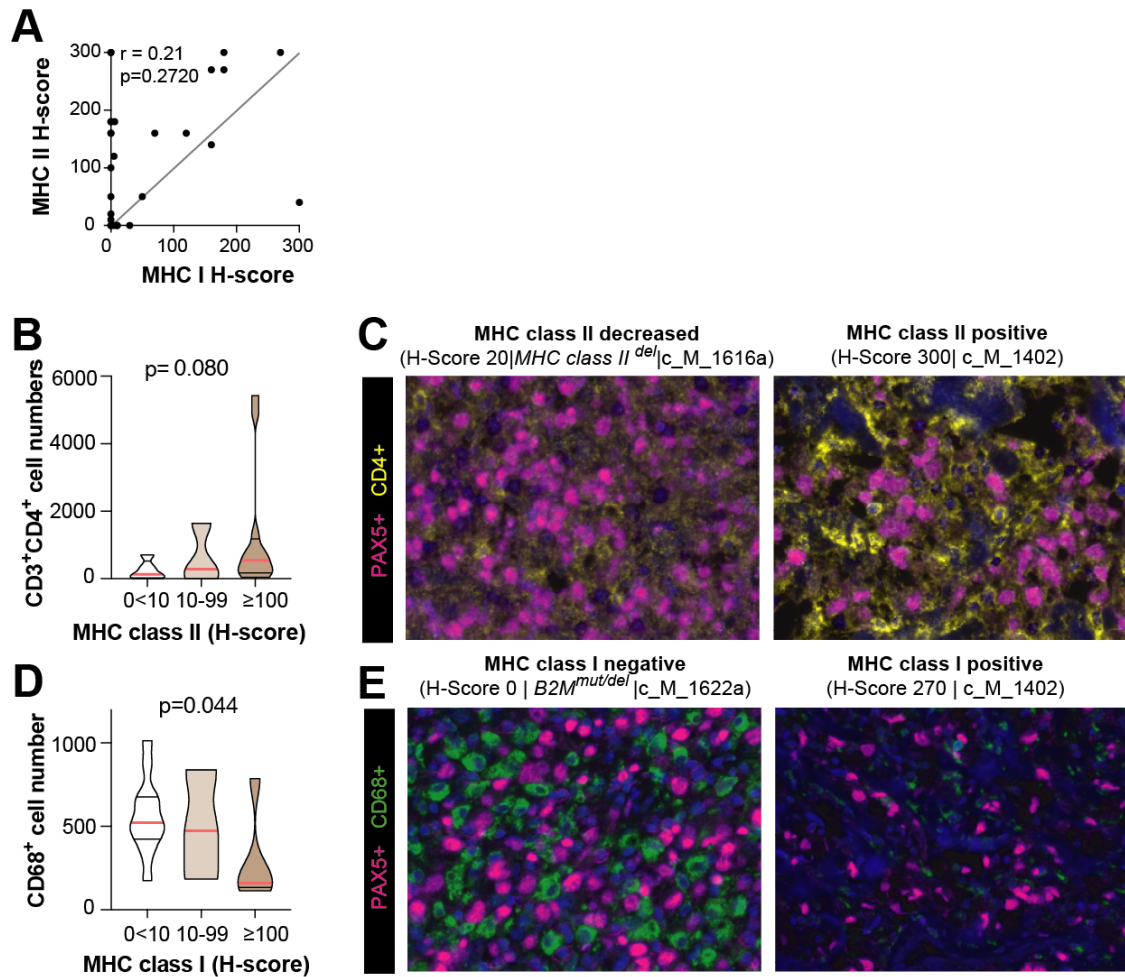 A
r = 0.21
p=0.2720
300
200
100
0
MHC II H-score
0 100 200 300
MHC I H-score
B
p= 0.080
6000
4000
2000
0
CD3+CD4+ cell numbers
0<10 10-99 ≥100
MHC class II (H-score)
C
MHC class II decreased
(H-Score 20|MHC class II del|c_M_1616a)
MHC class II positive
(H-Score 300| c_M_1402)
PAX5+ CD4+
D
p=0.044
1000
500
0
CD68+ cell number
0<10 10-99 ≥100
MHC class I (H-score)
E
MHC class I negative
(H-Score 0 | B2Mmut/del |c_M_1622a)
MHC class I positive
(H-Score 270 | c_M_1402)
PAX5+ CD68+